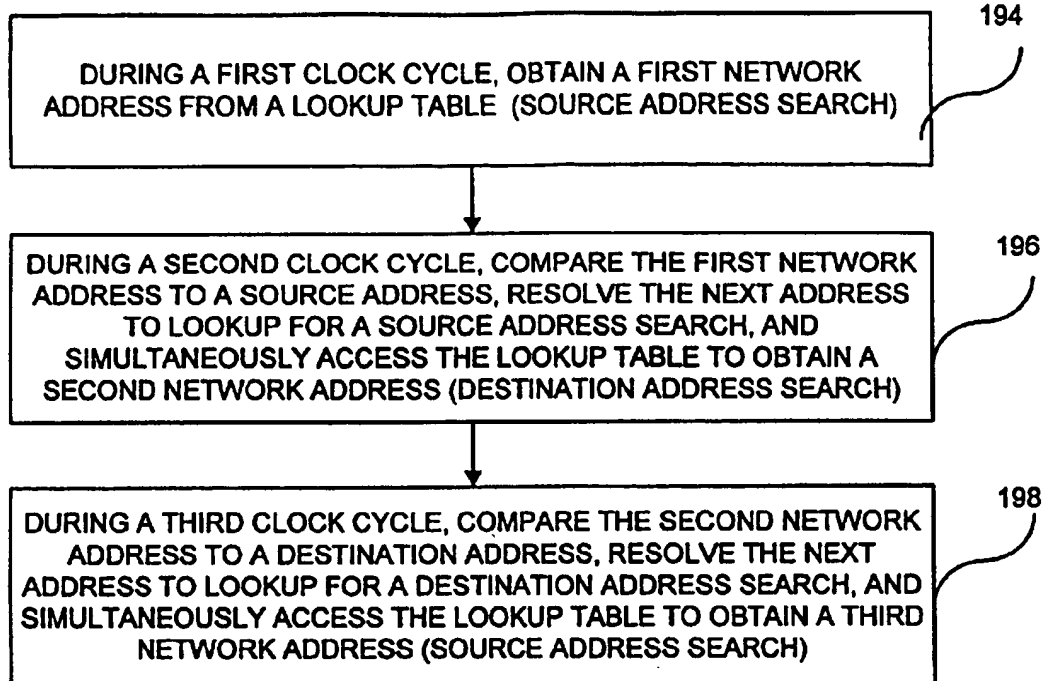 194
DURING A FIRST CLOCK CYCLE, OBTAIN A FIRST NETWORK
ADDRESS FROM A LOOKUP TABLE (SOURCE ADDRESS SEARCH)
196
DURING A SECOND CLOCK CYCLE, COMPARE THE FIRST NETWORK
ADDRESS TO A SOURCE ADDRESS, RESOLVE THE NEXT ADDRESS
TO LOOKUP FOR A SOURCE ADDRESS SEARCH, AND
SIMULTANEOUSLY ACCESS THE LOOKUP TABLE TO OBTAIN A
SECOND NETWORK ADDRESS (DESTINATION ADDRESS SEARCH)
198
DURING A THIRD CLOCK CYCLE, COMPARE THE SECOND NETWORK
ADDRESS TO A DESTINATION ADDRESS, RESOLVE THE NEXT
ADDRESS TO LOOKUP FOR A DESTINATION ADDRESS SEARCH, AND
SIMULTANEOUSLY ACCESS THE LOOKUP TABLE TO OBTAIN A THIRD
NETWORK ADDRESS (SOURCE ADDRESS SEARCH)